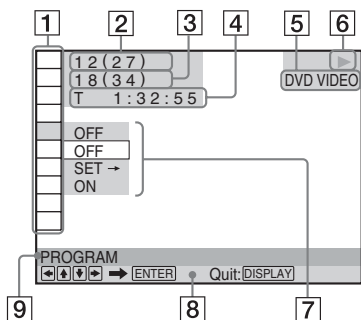 1 2 3 4 5 6
12(27)
18(34)
T 1:32:55
DVD VIDEO
OFF
OFF
SET →
ON
PROGRAM
← ↑ ↓ → ➡ ENTER Quit: DISPLAY
9 8 7